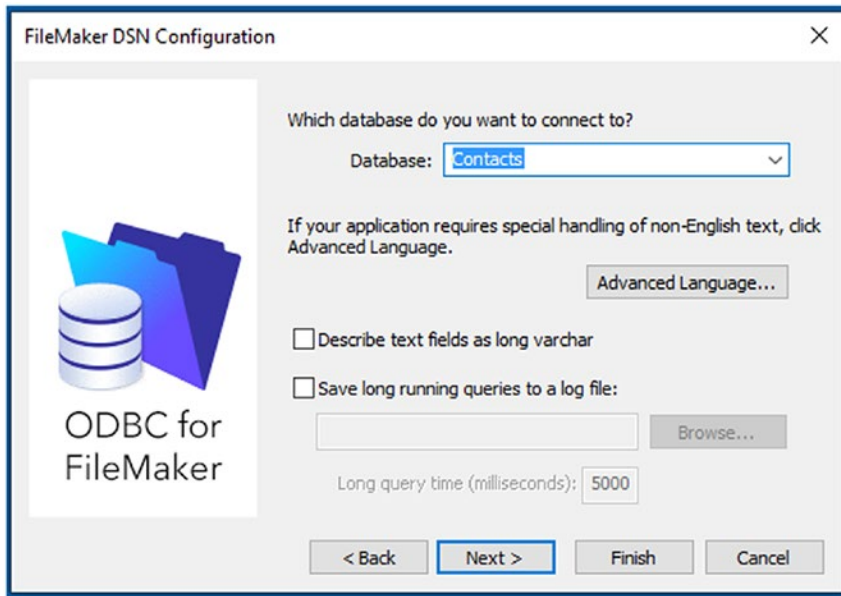 FileMaker DSN Configuration
Which database do you want to connect to?
Database: Contacts
If your application requires special handling of non-English text, click
Advanced Language.
Advanced Language...
Describe text fields as long varchar
Save long running queries to a log file:
Browse...
Long query time (milliseconds): 5000
ODBC for
FileMaker
< Back Next > Finish Cancel